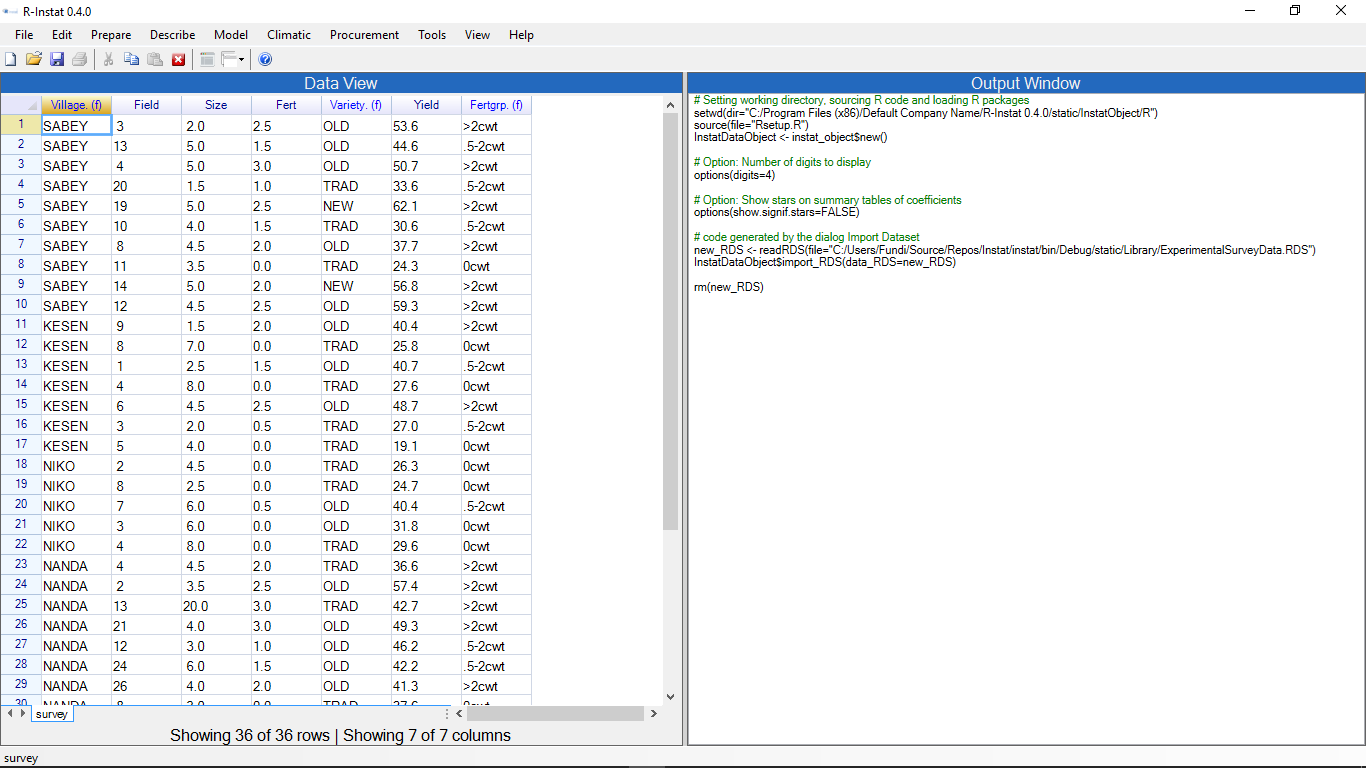 R-Instat 0.4.0
File Edit Prepare Describe Model Climatic Procurement Tools View Help
Data View
Village. (f) Field Size Fert Variety. (f) Yield Fertgrp. (f)
1 SABEY 3 2.0 2.5 OLD 53.6 >2cwt
2 SABEY 13 5.0 1.5 OLD 44.6 .5-2cwt
3 SABEY 4 5.0 3.0 OLD 50.7 >2cwt
4 SABEY 20 1.5 1.0 TRAD 33.6 .5-2cwt
5 SABEY 19 5.0 2.5 NEW 62.1 >2cwt
6 SABEY 10 4.0 1.5 TRAD 30.6 .5-2cwt
7 SABEY 8 4.5 2.0 OLD 37.7 >2cwt
8 SABEY 11 3.5 0.0 TRAD 24.3 0cwt
9 SABEY 14 5.0 2.0 NEW 56.8 >2cwt
10 SABEY 12 4.5 2.5 OLD 59.3 >2cwt
11 KESEN 9 1.5 2.0 OLD 40.4 >2cwt
12 KESEN 8 7.0 0.0 TRAD 25.8 0cwt
13 KESEN 1 2.5 1.5 OLD 40.7 .5-2cwt
14 KESEN 4 8.0 0.0 TRAD 27.6 0cwt
15 KESEN 6 4.5 2.5 OLD 48.7 >2cwt
16 KESEN 3 2.0 0.5 TRAD 27.0 .5-2cwt
17 KESEN 5 4.0 0.0 TRAD 19.1 0cwt
18 NIKO 2 4.5 0.0 TRAD 26.3 0cwt
19 NIKO 8 2.5 0.0 TRAD 24.7 0cwt
20 NIKO 7 6.0 0.5 OLD 40.4 .5-2cwt
21 NIKO 3 6.0 0.0 OLD 31.8 0cwt
22 NIKO 4 8.0 0.0 TRAD 29.6 0cwt
23 NANDA 4 4.5 2.0 TRAD 36.6 >2cwt
24 NANDA 2 3.5 2.5 OLD 57.4 >2cwt
25 NANDA 13 20.0 3.0 TRAD 42.7 >2cwt
26 NANDA 21 4.0 3.0 OLD 49.3 >2cwt
27 NANDA 12 3.0 1.0 OLD 46.2 .5-2cwt
28 NANDA 24 6.0 1.5 OLD 42.2 .5-2cwt
29 NANDA 26 4.0 2.0 OLD 41.3 >2cwt
30 NANDA
survey
Showing 36 of 36 rows | Showing 7 of 7 columns
Output Window
# Setting working directory, sourcing R code and loading R packages
setwd(dir="C:/Program Files (x86)/Default Company Name/R-Instat 0.4.0/static/InstatObject/R")
source(file="Rsetup.R")
InstatDataObject <- instat_object$new()
# Option: Number of digits to display
options(digits=4)
# Option: Show stars on summary tables of coefficients
options(show.signif.stars=FALSE)
# code generated by the dialog Import Dataset
new_RDS <- readRDS(file="C:/Users/Fundi/Source/Repos/Instat/instat/bin/Debug/static/Library/ExperimentalSurveyData.RDS")
InstatDataObject$import_RDS(data_RDS=new_RDS)
rm(new_RDS)
survey